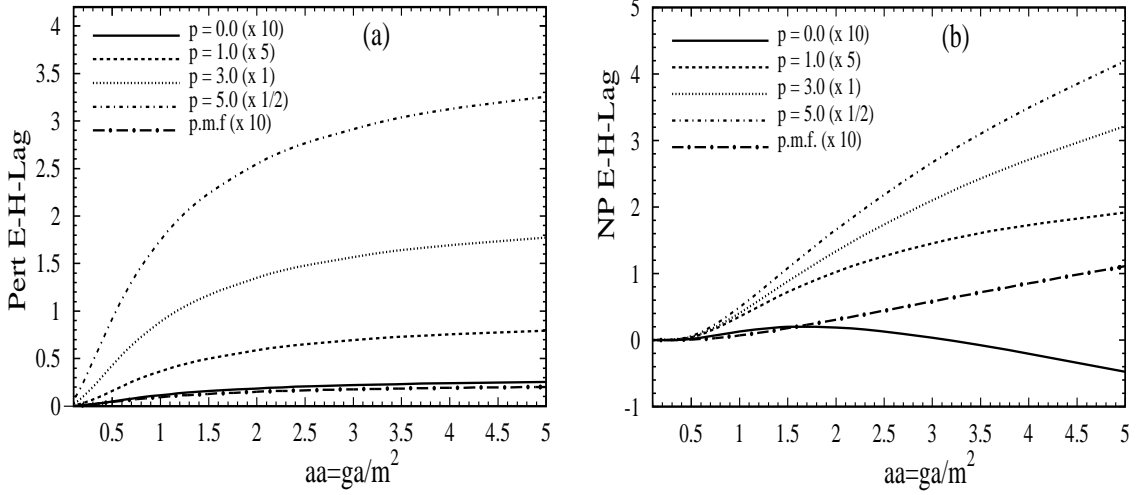 (a)
p = 0.0 (x 10)
p = 1.0 (x 5)
p = 3.0 (x 1)
p = 5.0 (x 1/2)
p.m.f (x 10)
Pert E-H-Lag
4
3.5
3
2.5
2
1.5
1
0.5
0
0.5 1 1.5 2 2.5 3 3.5 4 4.5 5
aa=ga/m²
(b)
p = 0.0 (x 10)
p = 1.0 (x 5)
p = 3.0 (x 1)
p = 5.0 (x 1/2)
p.m.f. (x 10)
NP E-H-Lag
5
4
3
2
1
0
-1
0.5 1 1.5 2 2.5 3 3.5 4 4.5 5
aa=ga/m²